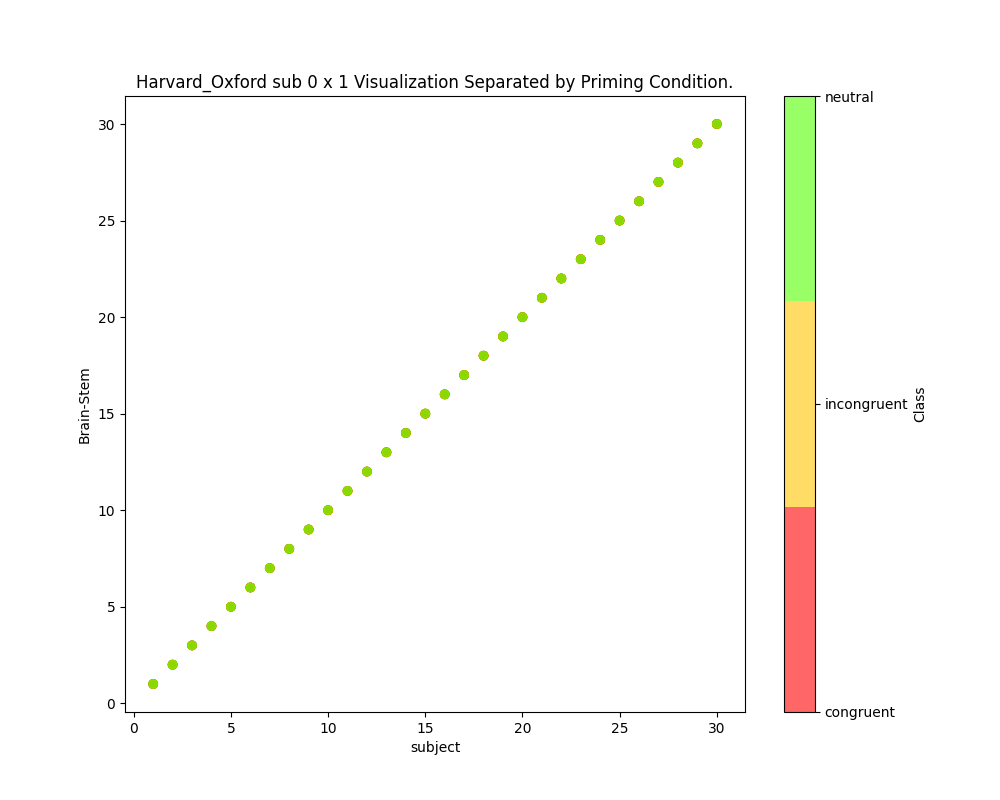 Harvard_Oxford sub 0 x 1 Visualization Separated by Priming Condition.
30
25
20
15
10
5
0
Brain-Stem
0 5 10 15 20 25 30
subject
neutral
incongruent
congruent
Class